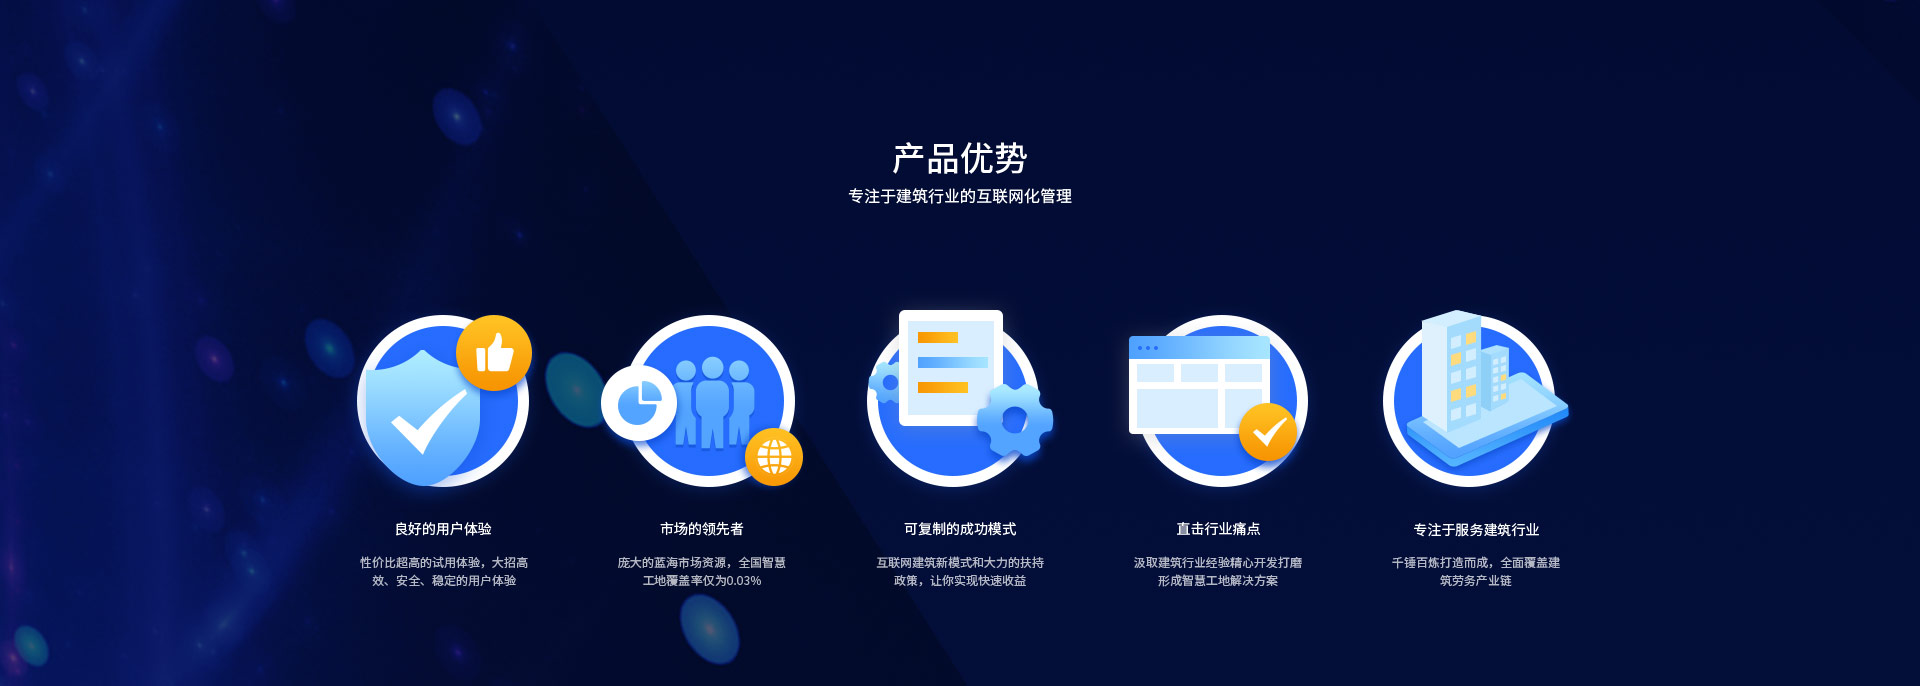 产品优势
专注于建筑行业的互联网化管理
良好的用户体验
性价比超高的试用体验，大招高
效、安全、稳定的用户体验
市场的领先者
庞大的蓝海市场资源，全国智慧
工地覆盖率仅为0.03%
可复制的成功模式
互联网建筑新模式和大力的扶持
政策，让你实现快速收益
直击行业痛点
汲取建筑行业经验精心开发打磨
形成智慧工地解决方案
专注于服务建筑行业
千锤百炼打造而成，全面覆盖建
筑劳务产业链